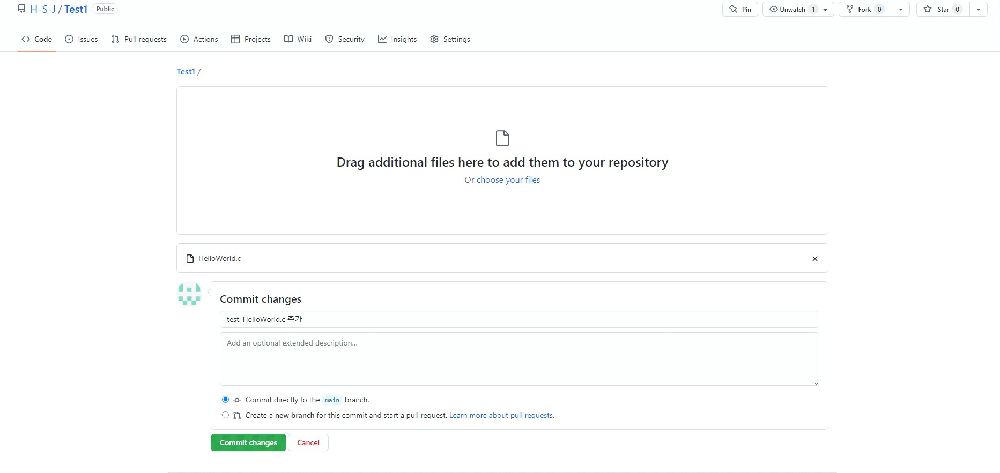 H-S-J / Test1 Public Pin Unwatch 1 Fork 0 Star 0
Code Issues Pull requests Actions Projects Wiki Security Insights Settings
Test1 /
Drag additional files here to add them to your repository
Or choose your files
HelloWorld.c
Commit changes
test: HelloWorld.c 추가
Add an optional extended description...
Commit directly to the main branch.
Create a new branch for this commit and start a pull request. Learn more about pull requests.
Commit changes Cancel